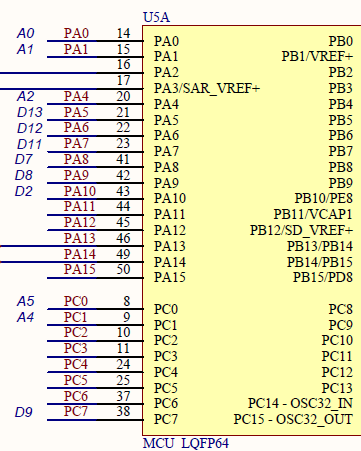 U5A
A0 PA0 14 PA0 PB0
A1 PA1 15 PA1 PB1/VREF+
16 PA2 PB2
17 PA3/SAR_VREF+ PB3
A2 PA4 20 PA4 PB4
D13 PA5 21 PA5 PB5
D12 PA6 22 PA6 PB6
D11 PA7 23 PA7 PB7
D7 PA8 41 PA8 PB8
D8 PA9 42 PA9 PB9
D2 PA10 43 PA10 PB10/PE8
PA11 44 PA11 PB11/VCAP1
PA12 45 PA12 PB12/SD_VREF+
PA13 46 PA13 PB13/PB14
PA14 49 PA14 PB14/PB15
PA15 50 PA15 PB15/PD8
A5 PC0 8 PC0 PC8
A4 PC1 9 PC1 PC9
PC2 10 PC2 PC10
PC3 11 PC3 PC11
PC4 24 PC4 PC12
PC5 25 PC5 PC13
PC6 37 PC6 PC14 - OSC32_IN
D9 PC7 38 PC7 PC15 - OSC32_OUT
MCU_LQFP64